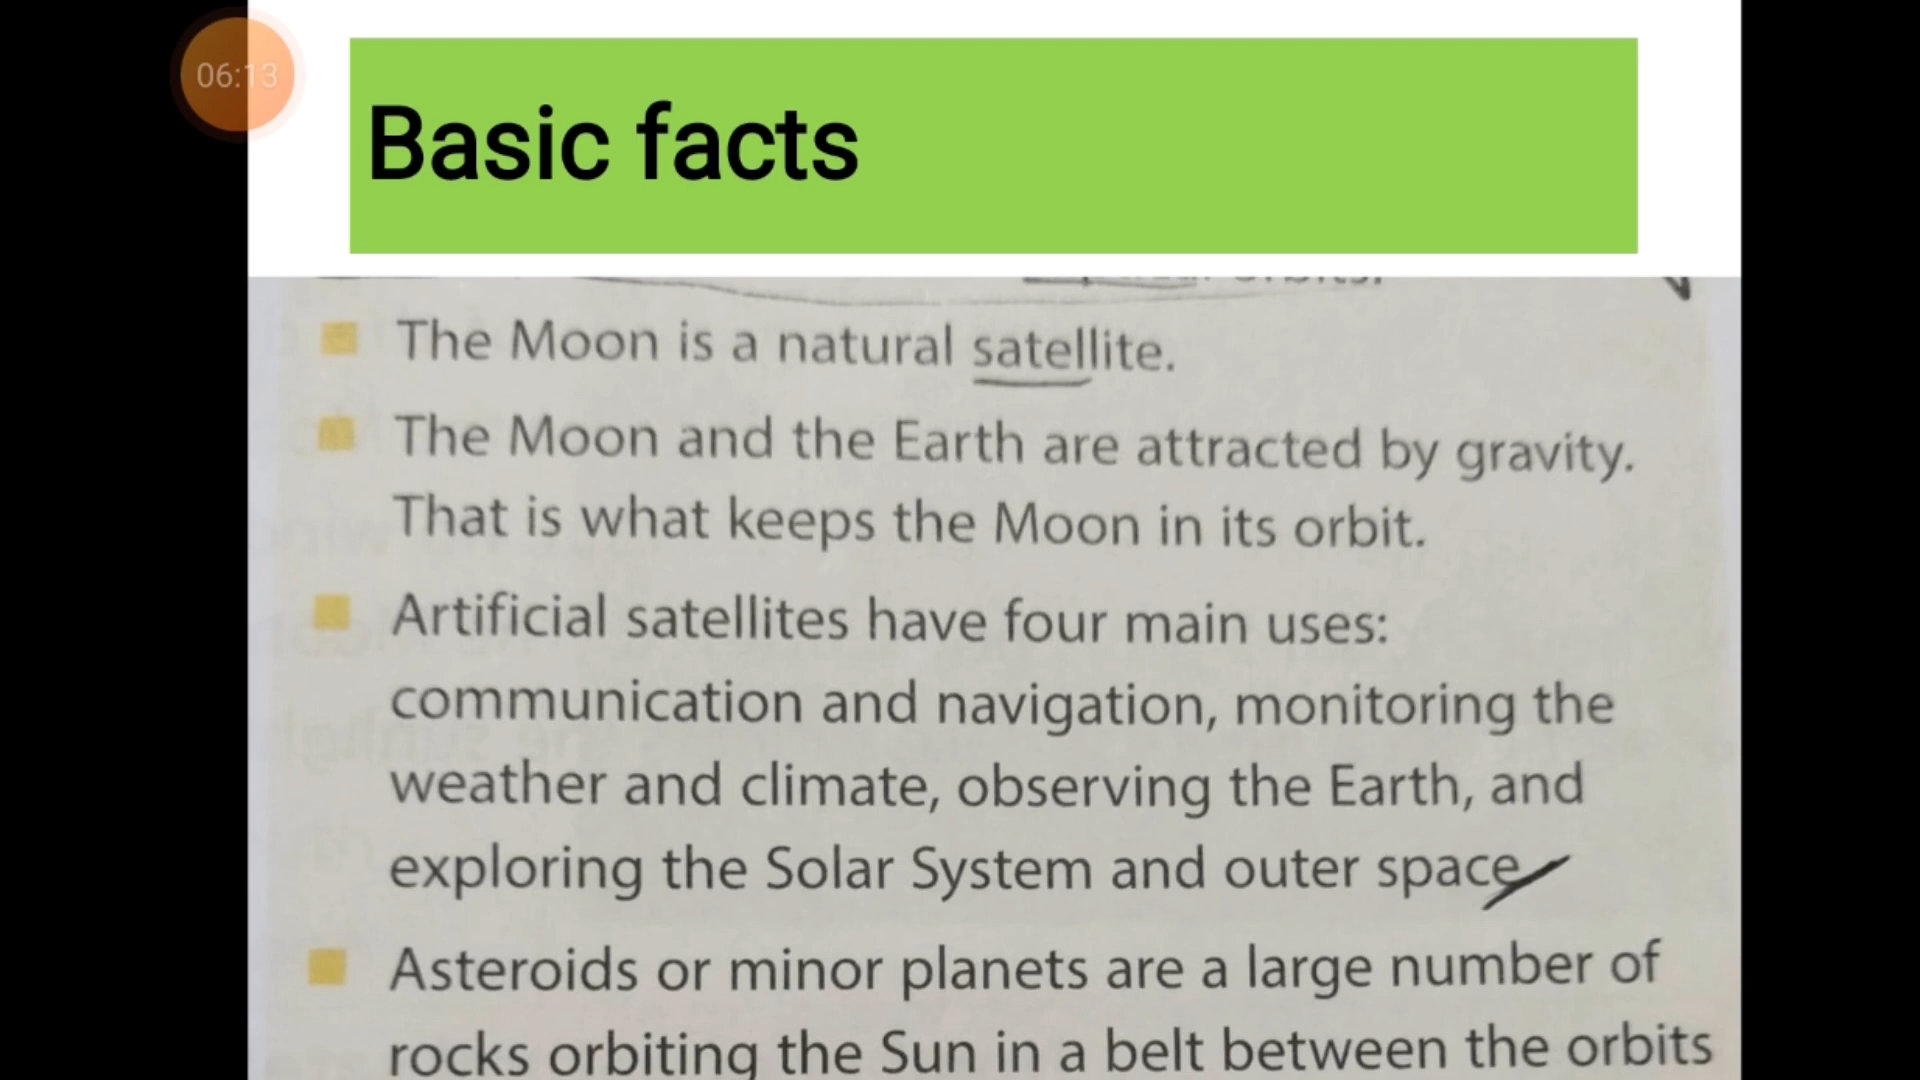 06:13
Basic facts
orbits.
The Moon is a natural satellite.
The Moon and the Earth are attracted by gravity.
That is what keeps the Moon in its orbit.
Artificial satellites have four main uses:
communication and navigation, monitoring the
weather and climate, observing the Earth, and
exploring the Solar System and outer space
Asteroids or minor planets are a large number of
rocks orbiting the Sun in a belt between the orbits